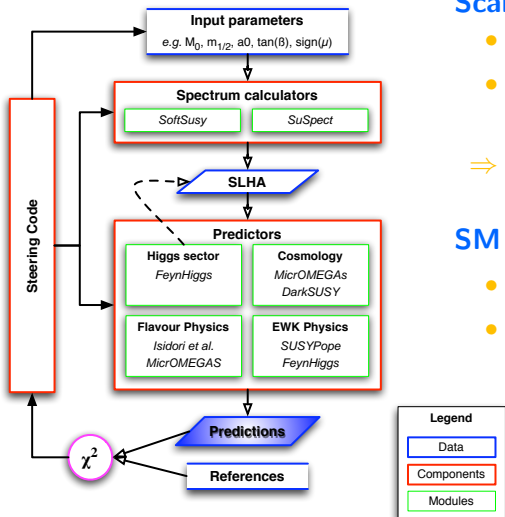 Input parameters
e.g. M0, m1/2, a0, tan(ß), sign(µ)
Spectrum calculators
SoftSusy
SuSpect
SLHA
Predictors
Higgs sector
FeynHiggs
Cosmology
MicrOMEGAs
DarkSUSY
Flavour Physics
Isidori et al.
MicrOMEGAS
EWK Physics
SUSYPope
FeynHiggs
Steering Code
Predictions
χ²
References
SM
⇒
Legend
Data
Components
Modules